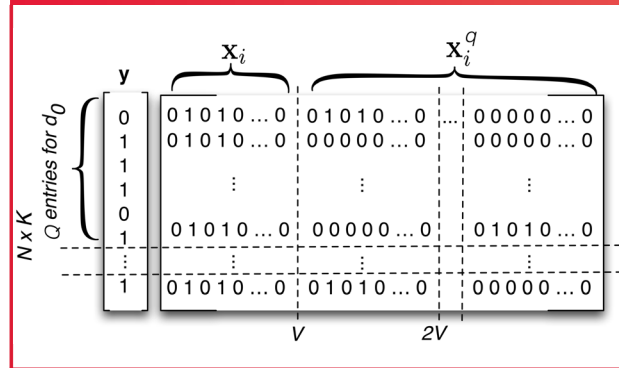 x_i x_i^q
y
0 0 1 0 1 0 ... 0 0 1 0 1 0 ... 0 ... 0 0 0 0 0 ... 0
1 0 1 0 1 0 ... 0 0 0 0 0 0 ... 0 0 0 0 0 0 ... 0
1
1 ⋮ ⋮ ⋮
0
1 0 1 0 1 0 ... 0 0 0 0 0 0 ... 0 0 1 0 1 0 ... 0
⋮ ⋮ ⋮ ⋮
1 0 1 0 1 0 ... 0 0 1 0 1 0 ... 0 0 0 0 0 0 ... 0
N x K
Q entries for d_0
V 2V